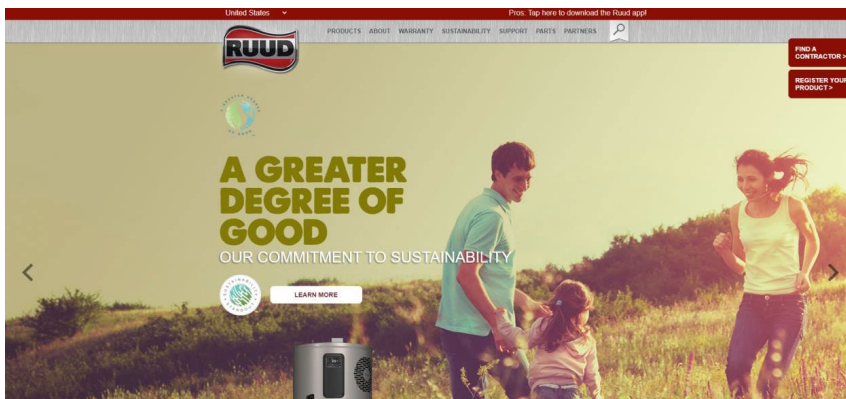 United States
Pros: Tap here to download the Ruud app!
RUUD
PRODUCTS ABOUT WARRANTY SUSTAINABILITY SUPPORT PARTS PARTNERS
FIND A
CONTRACTOR >
REGISTER YOUR
PRODUCT >
A GREATER
DEGREE OF
GOOD
OUR COMMITMENT TO SUSTAINABILITY
LEARN MORE